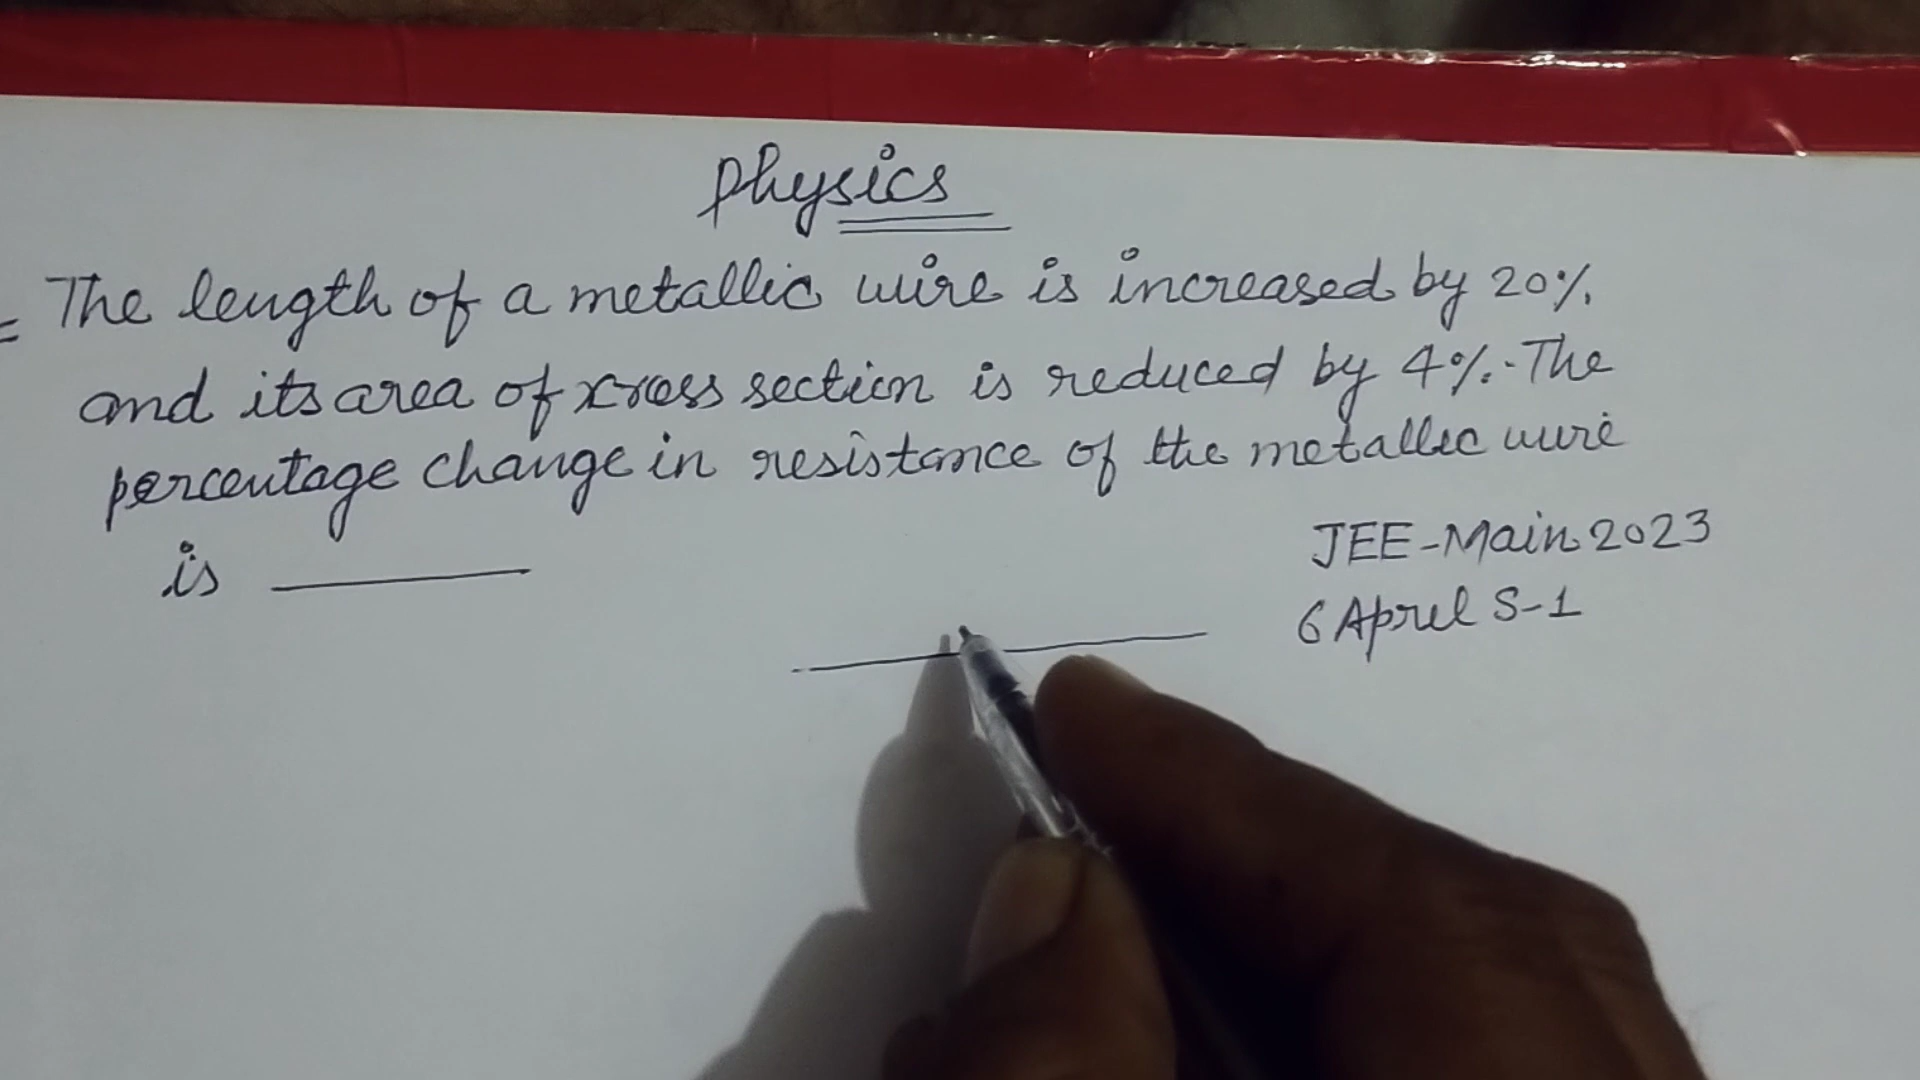 Physics
The length of a metallic wire is increased by 20%
and its area of cross section is reduced by 4%. The
percentage change in resistance of the metallic wire
is
JEE-Main 2023
6 April S-1